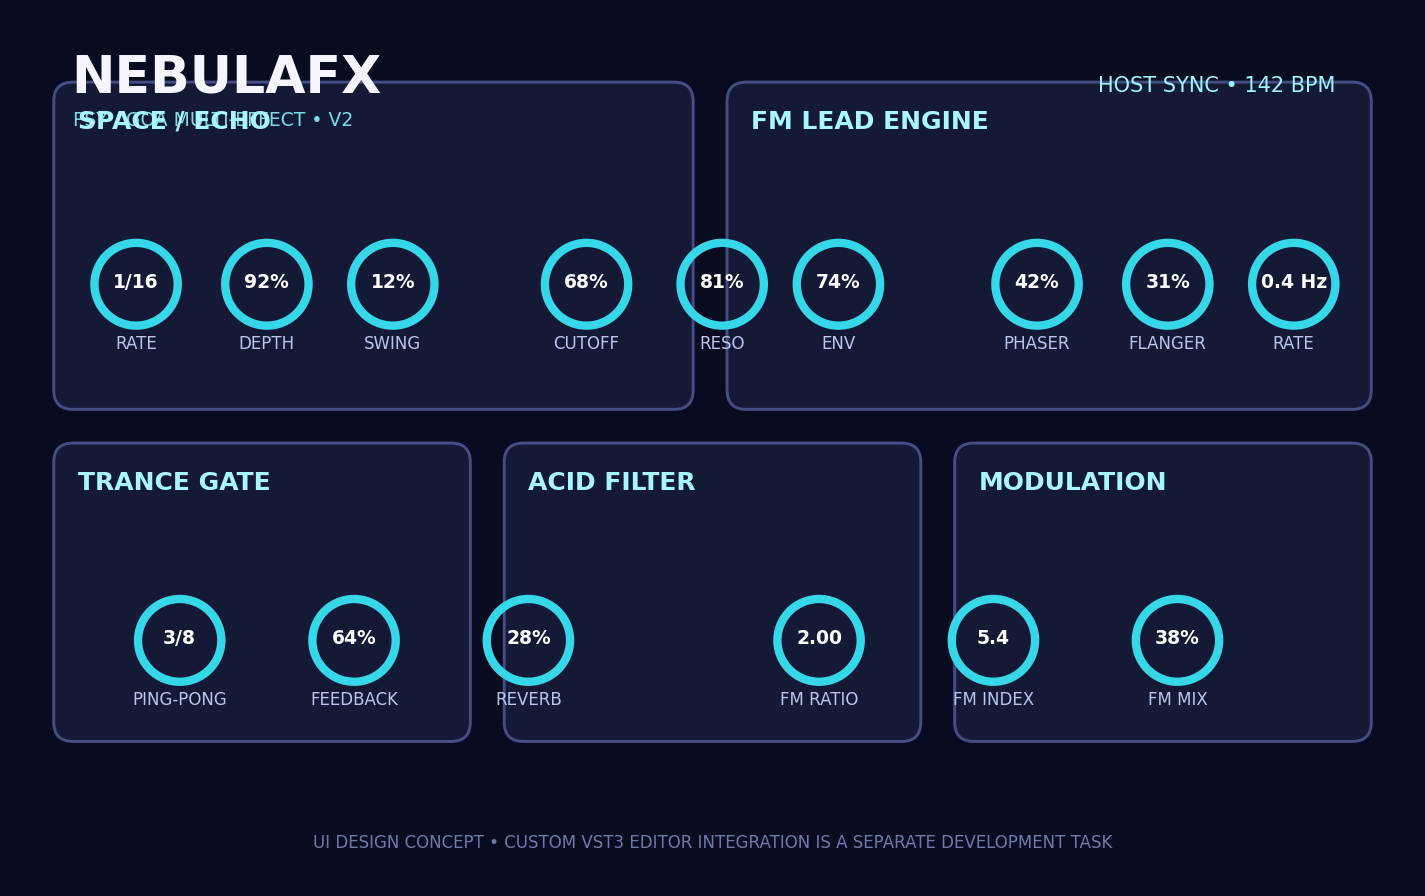 NEBULAFX
HOST SYNC • 142 BPM
SPACE / ECHO
MULTI-EFFECT • V2
FM LEAD ENGINE
1/16 92% 12% 68% 81% 74% 42% 31% 0.4 Hz
RATE DEPTH SWING CUTOFF RESO ENV PHASER FLANGER RATE
TRANCE GATE
ACID FILTER
MODULATION
3/8 64% 28% 2.00 5.4 38%
PING-PONG FEEDBACK REVERB FM RATIO FM INDEX FM MIX
UI DESIGN CONCEPT • CUSTOM VST3 EDITOR INTEGRATION IS A SEPARATE DEVELOPMENT TASK